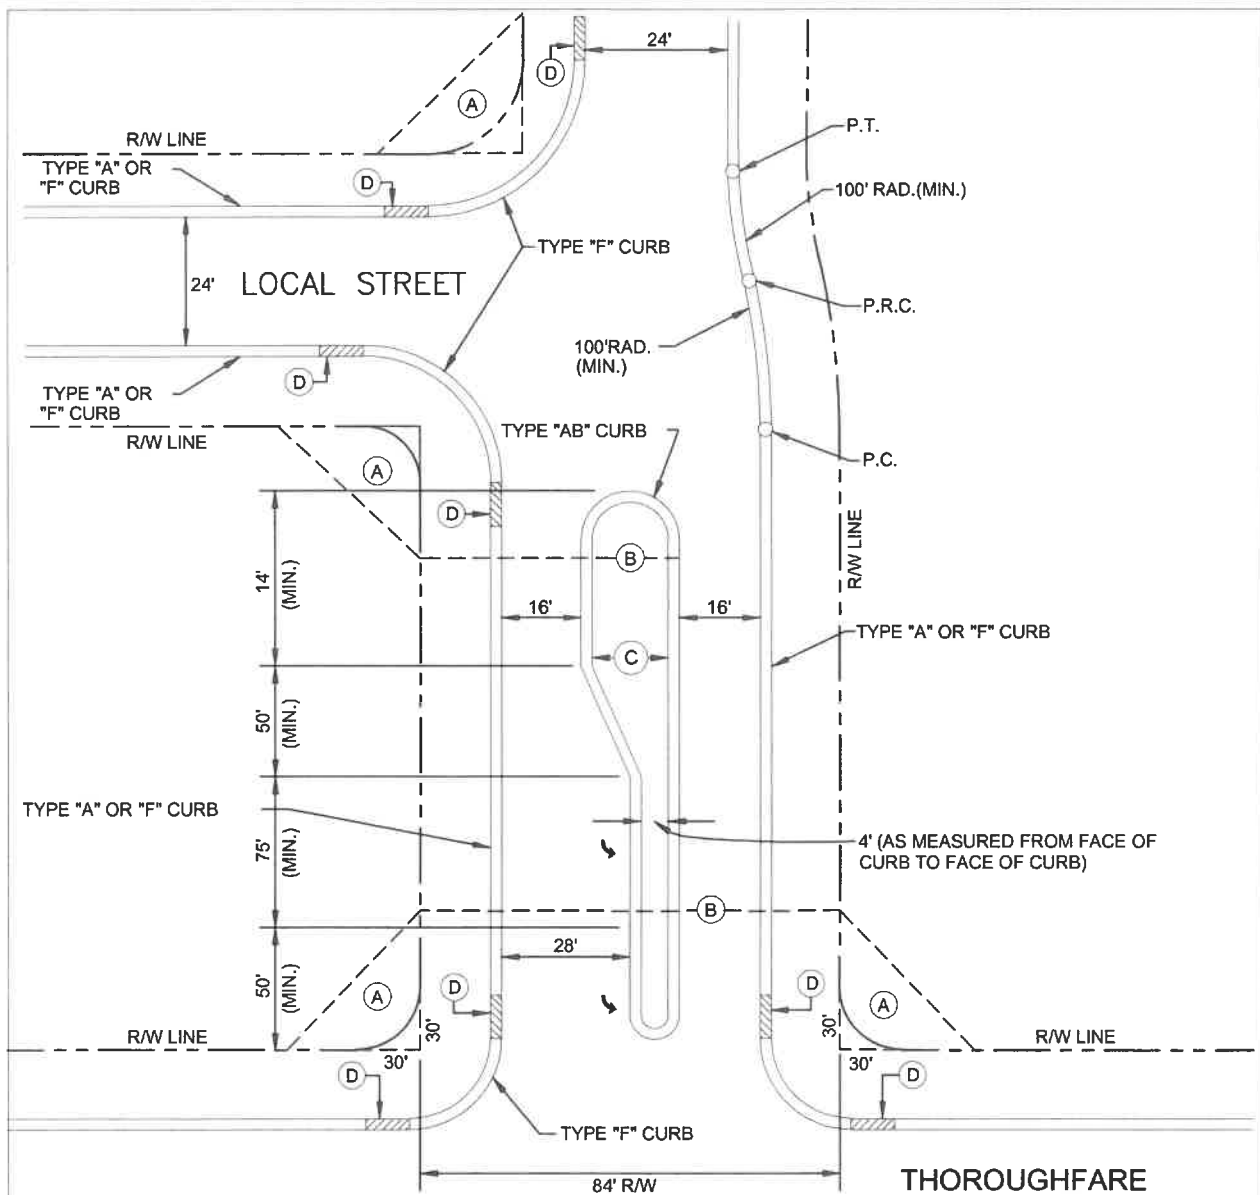 24'
D
A
P.T.
R/W LINE
TYPE "A" OR
"F" CURB
D
100' RAD.(MIN.)
TYPE "F" CURB
24'
LOCAL STREET
P.R.C.
100'RAD.
(MIN.)
D
TYPE "A" OR
"F" CURB
TYPE "AB" CURB
R/W LINE
P.C.
A
D
B
R/W LINE
14'
(MIN.)
16'
16'
TYPE "A" OR "F" CURB
C
50'
(MIN.)
TYPE "A" OR "F" CURB
75'
(MIN.)
4' (AS MEASURED FROM FACE OF
CURB TO FACE OF CURB)
B
28'
50'
(MIN.)
A
D
D
A
R/W LINE
30'
30'
30'
30'
R/W LINE
D
D
TYPE "F" CURB
84' R/W
THOROUGHFARE